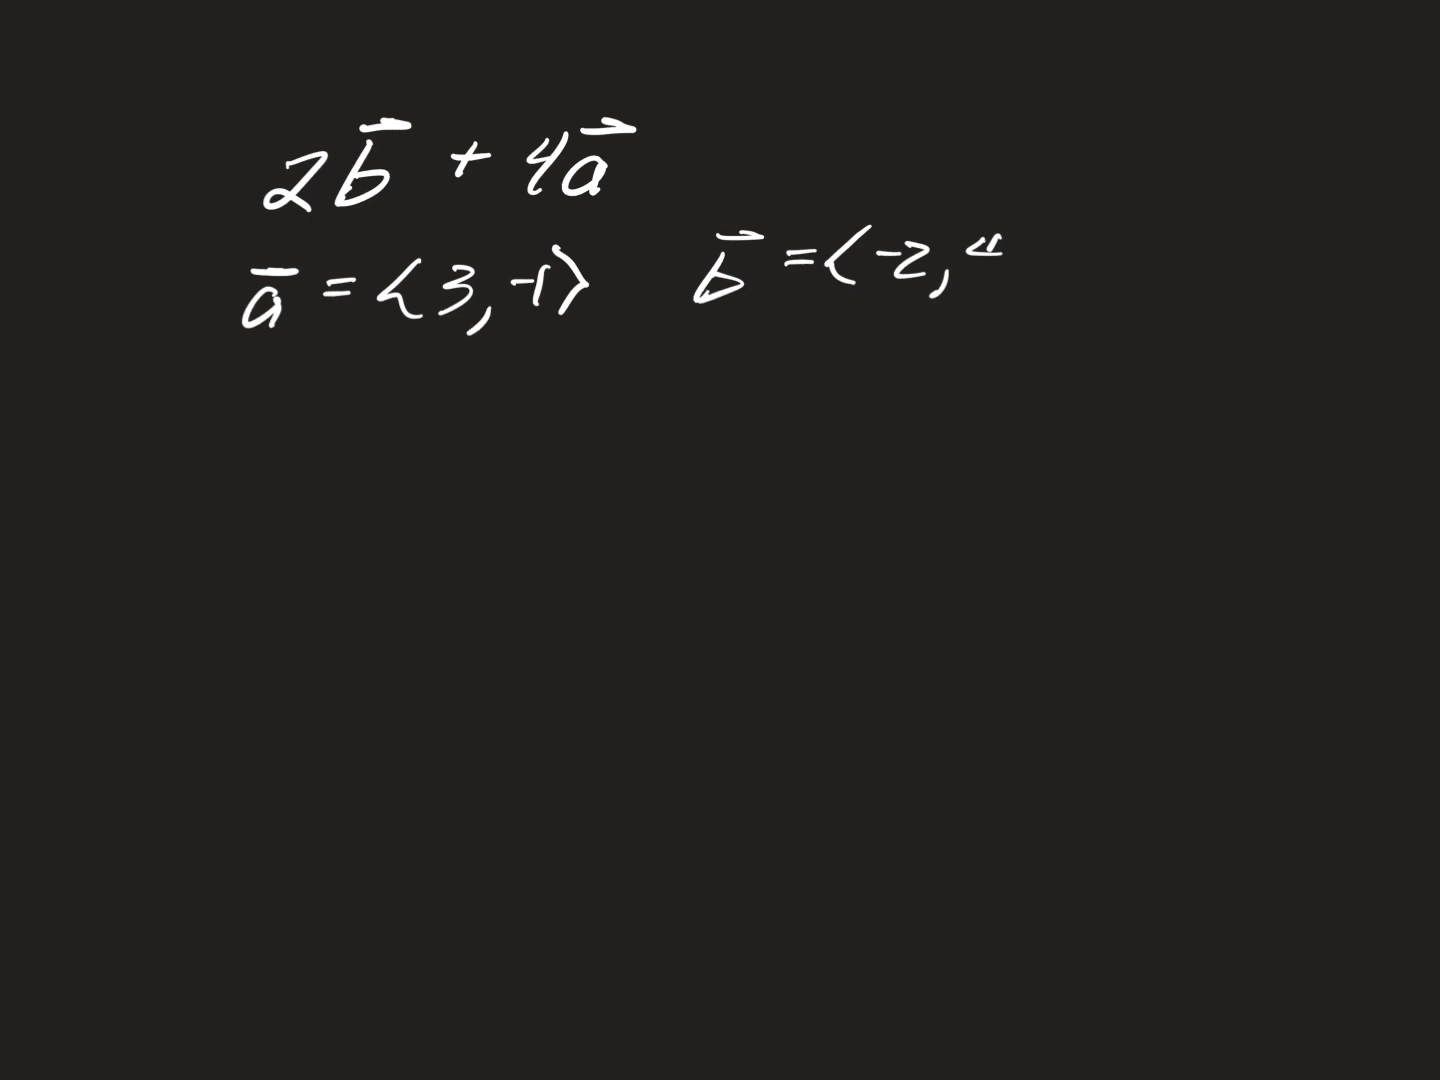 2b⃗ + 4a⃗
a⃗ = ⟨3, -1⟩ b⃗ = ⟨-2,